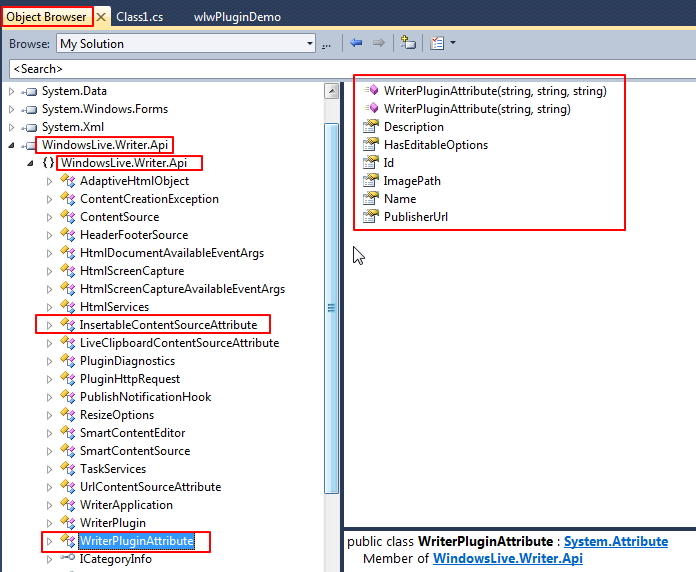 Object Browser
Class1.cs
wlwPluginDemo
Browse: My Solution ...
<Search>
System.Data
System.Windows.Forms
System.Xml
WindowsLive.Writer.Api
{} WindowsLive.Writer.Api
AdaptiveHtmlObject
ContentCreationException
ContentSource
HeaderFooterSource
HtmlDocumentAvailableEventArgs
HtmlScreenCapture
HtmlScreenCaptureAvailableEventArgs
HtmlServices
InsertableContentSourceAttribute
LiveClipboardContentSourceAttribute
PluginDiagnostics
PluginHttpRequest
PublishNotificationHook
ResizeOptions
SmartContentEditor
SmartContentSource
TaskServices
UrlContentSourceAttribute
WriterApplication
WriterPlugin
WriterPluginAttribute
ICategoryInfo
WriterPluginAttribute(string, string, string)
WriterPluginAttribute(string, string)
Description
HasEditableOptions
Id
ImagePath
Name
PublisherUrl
public class WriterPluginAttribute : System.Attribute
Member of WindowsLive.Writer.Api